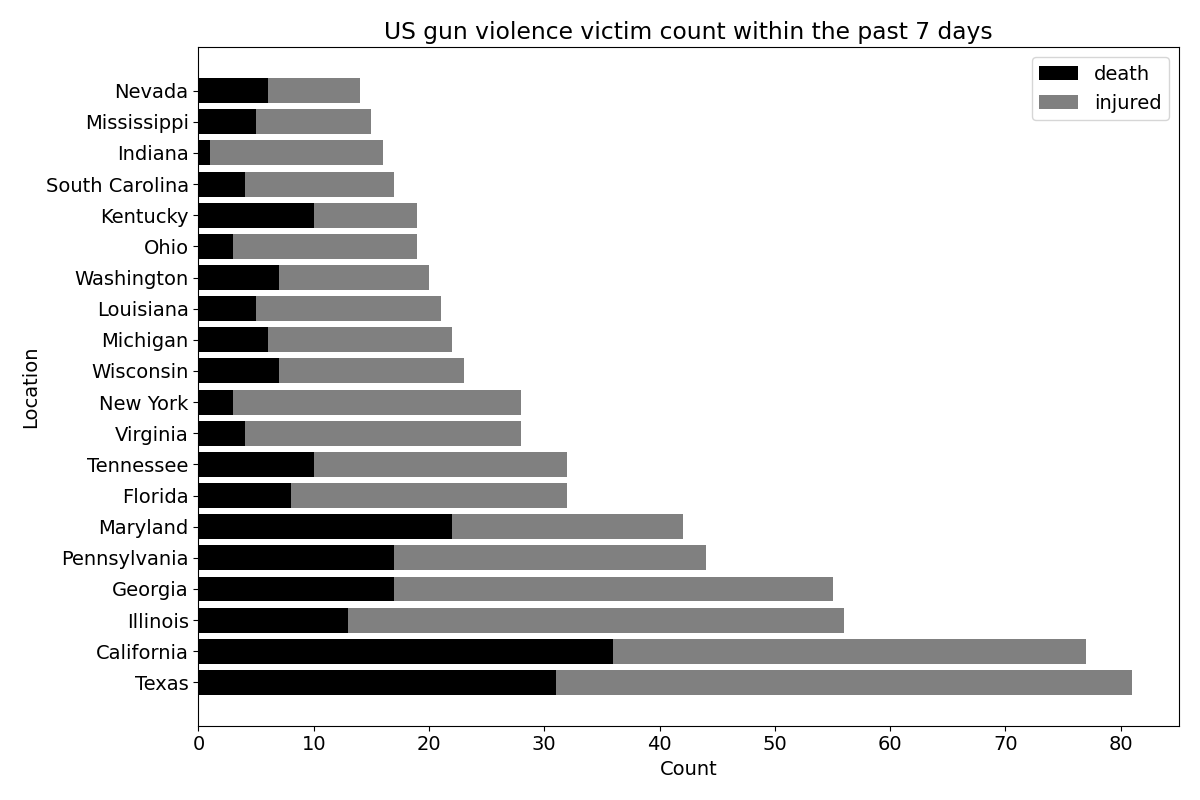 US gun violence victim count within the past 7 days
death
injured
Nevada
Mississippi
Indiana
South Carolina
Kentucky
Ohio
Washington
Louisiana
Michigan
Wisconsin
New York
Virginia
Tennessee
Florida
Maryland
Pennsylvania
Georgia
Illinois
California
Texas
Location
0 10 20 30 40 50 60 70 80
Count